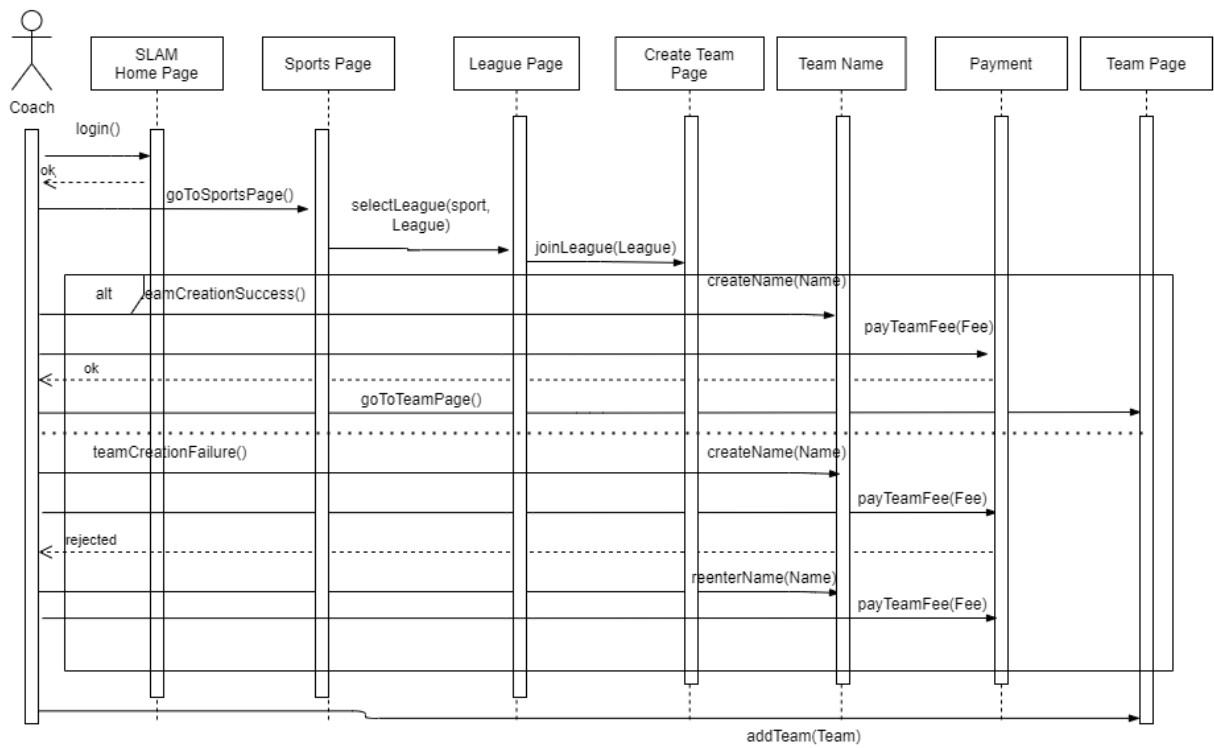 SLAM
Home Page
Sports Page
League Page
Create Team
Page
Team Name
Payment
Team Page
Coach
login()
ok
goToSportsPage()
selectLeague(sport,
League)
joinLeague(League)
createName(Name)
alt
eamCreationSuccess()
payTeamFee(Fee)
ok
goToTeamPage()
teamCreationFailure()
createName(Name)
payTeamFee(Fee)
rejected
reenterName(Name)
payTeamFee(Fee)
addTeam(Team)